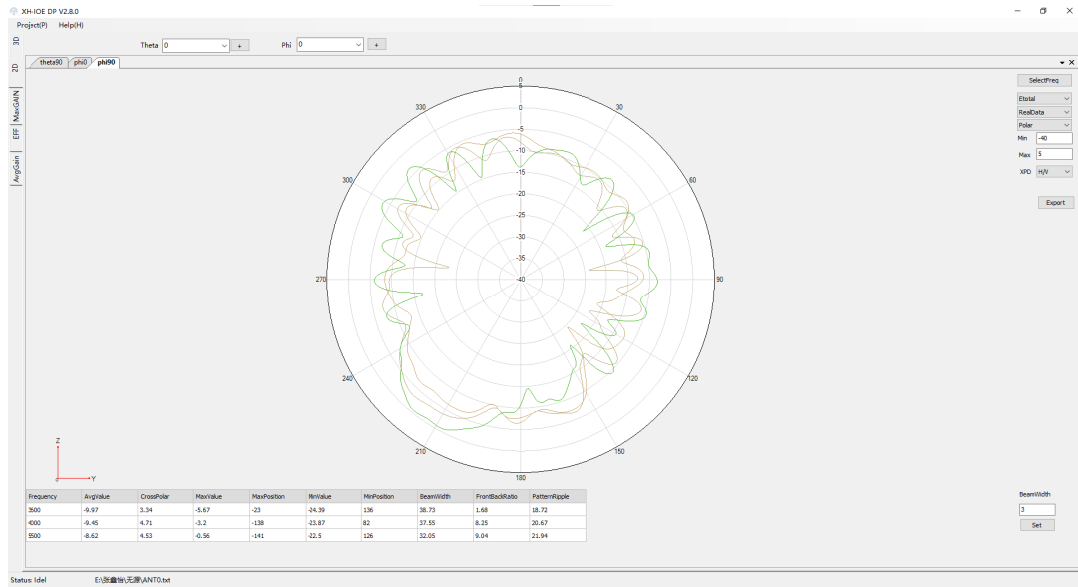 XH-IOE DP V2.8.0
Project(P) Help(H)
Theta 0 + Phi 0 +
3D
2D
MaxGAIN
EFF
AvgGain
theta90 phi0 phi90
SelectFreq
Etotal
RealData
Polar
Min -40
Max 5
XPD H/V
Export
0
5
0
-5
-10
-15
-20
-25
-30
-35
-40
30
60
90
120
150
180
210
240
270
300
330
Z
Y
Frequency AvgValue CrossPolar MaxValue MaxPosition MinValue MinPosition BeamWidth FrontBackRatio PatternRipple
3500 -9.97 3.34 -5.67 -23 -24.39 136 38.73 1.68 18.72
4000 -9.45 4.71 -3.2 -138 -23.87 82 37.55 8.25 20.67
5500 -8.62 4.53 -0.56 -141 -22.5 126 32.05 9.04 21.94
BeamWidth
3
Set
Status: Idel E:\张鑫怡\无源\ANT0.txt